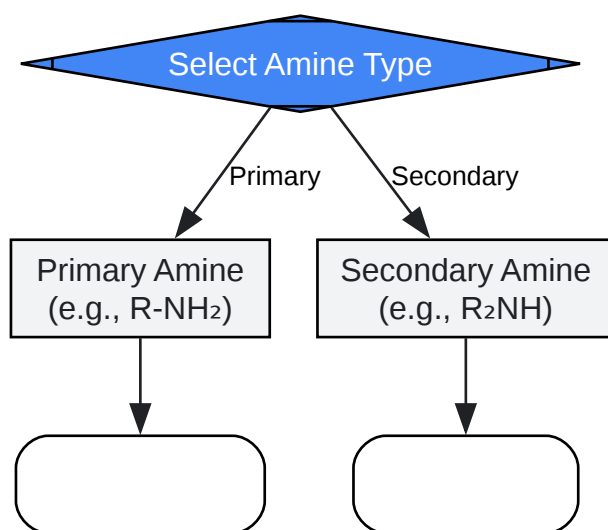 Select Amine Type
Primary
Secondary
Primary Amine
(e.g., R-NH₂)
Secondary Amine
(e.g., R₂NH)